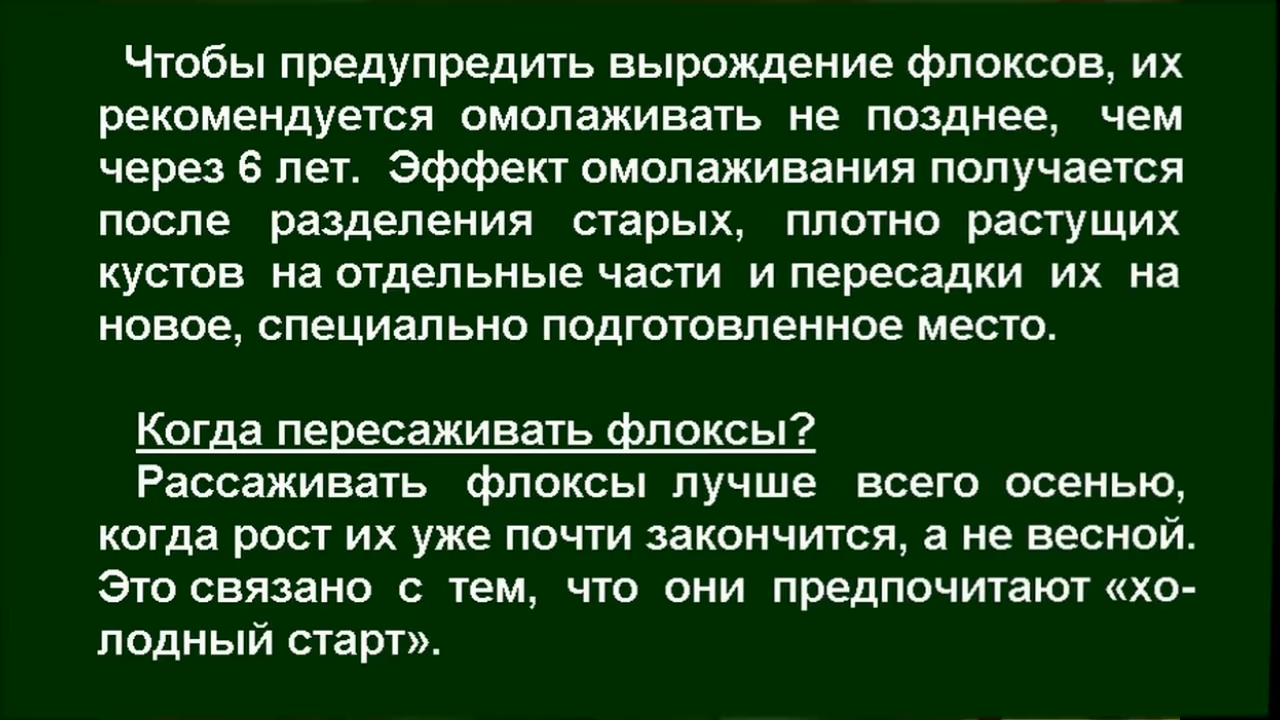 Чтобы предупредить вырождение флоксов, их
рекомендуется омолаживать не позднее, чем
через 6 лет. Эффект омолаживания получается
после разделения старых, плотно растущих
кустов на отдельные части и пересадки их на
новое, специально подготовленное место.
Когда пересаживать флоксы?
Рассаживать флоксы лучше всего осенью,
когда рост их уже почти закончится, а не весной.
Это связано с тем, что они предпочитают «хо-
лодный старт».